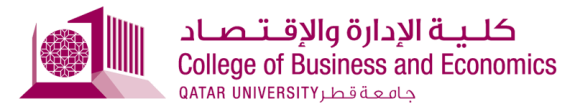 كلية الإدارة والإقتصاد
College of Business and Economics
QATAR UNIVERSITY جامعة قطر